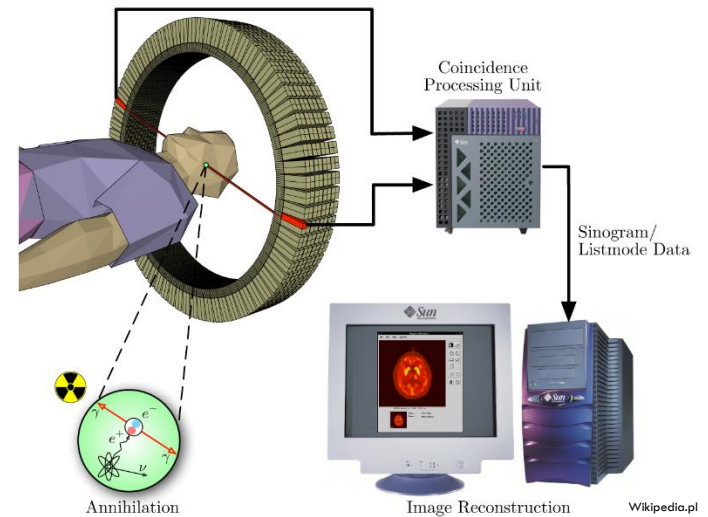 Coincidence
Processing Unit
Sinogram/
Listmode Data
Sun
Sun
γ
e⁻
e⁺
γ
ν
Annihilation
Image Reconstruction
Wikipedia.pl